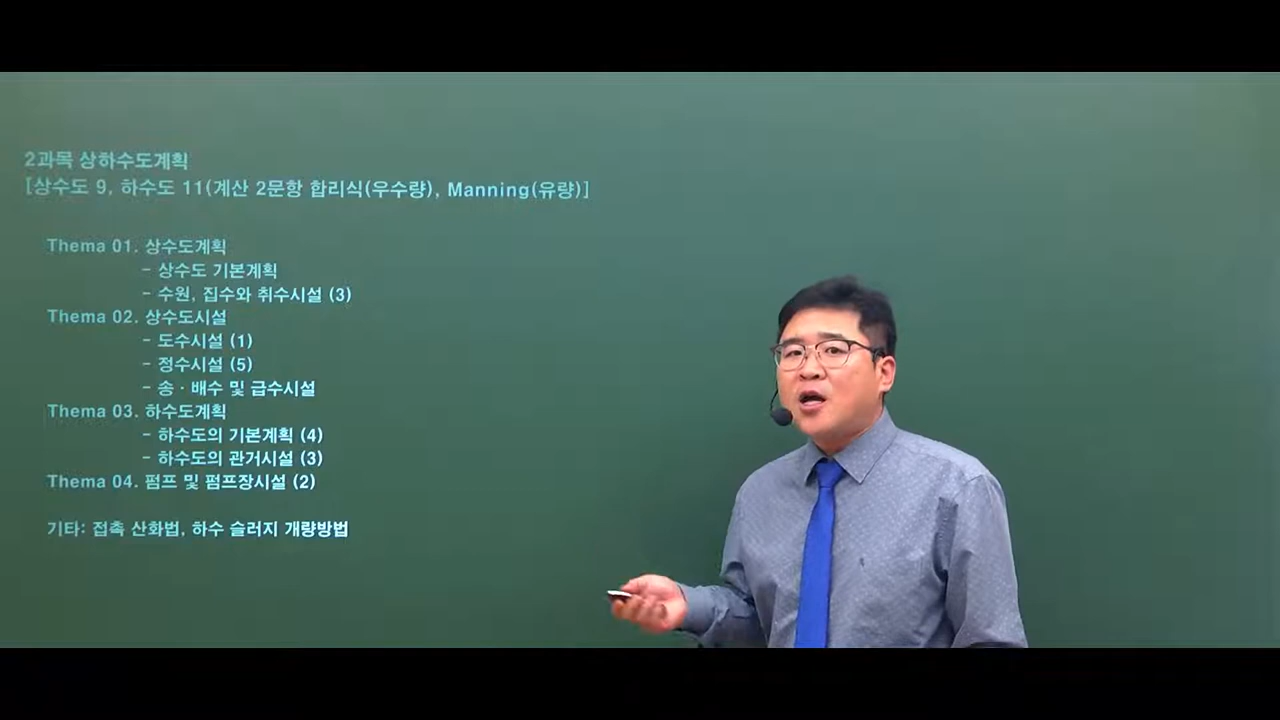 2과목 상하수도계획
[상수도 9, 하수도 11(계산 2문항 합리식(우수량), Manning(유량)]
Thema 01. 상수도계획
- 상수도 기본계획
- 수원, 집수와 취수시설 (3)
Thema 02. 상수도시설
- 도수시설 (1)
- 정수시설 (5)
- 송 · 배수 및 급수시설
Thema 03. 하수도계획
- 하수도의 기본계획 (4)
- 하수도의 관거시설 (3)
Thema 04. 펌프 및 펌프장시설 (2)
기타: 접촉 산화법, 하수 슬러지 개량방법